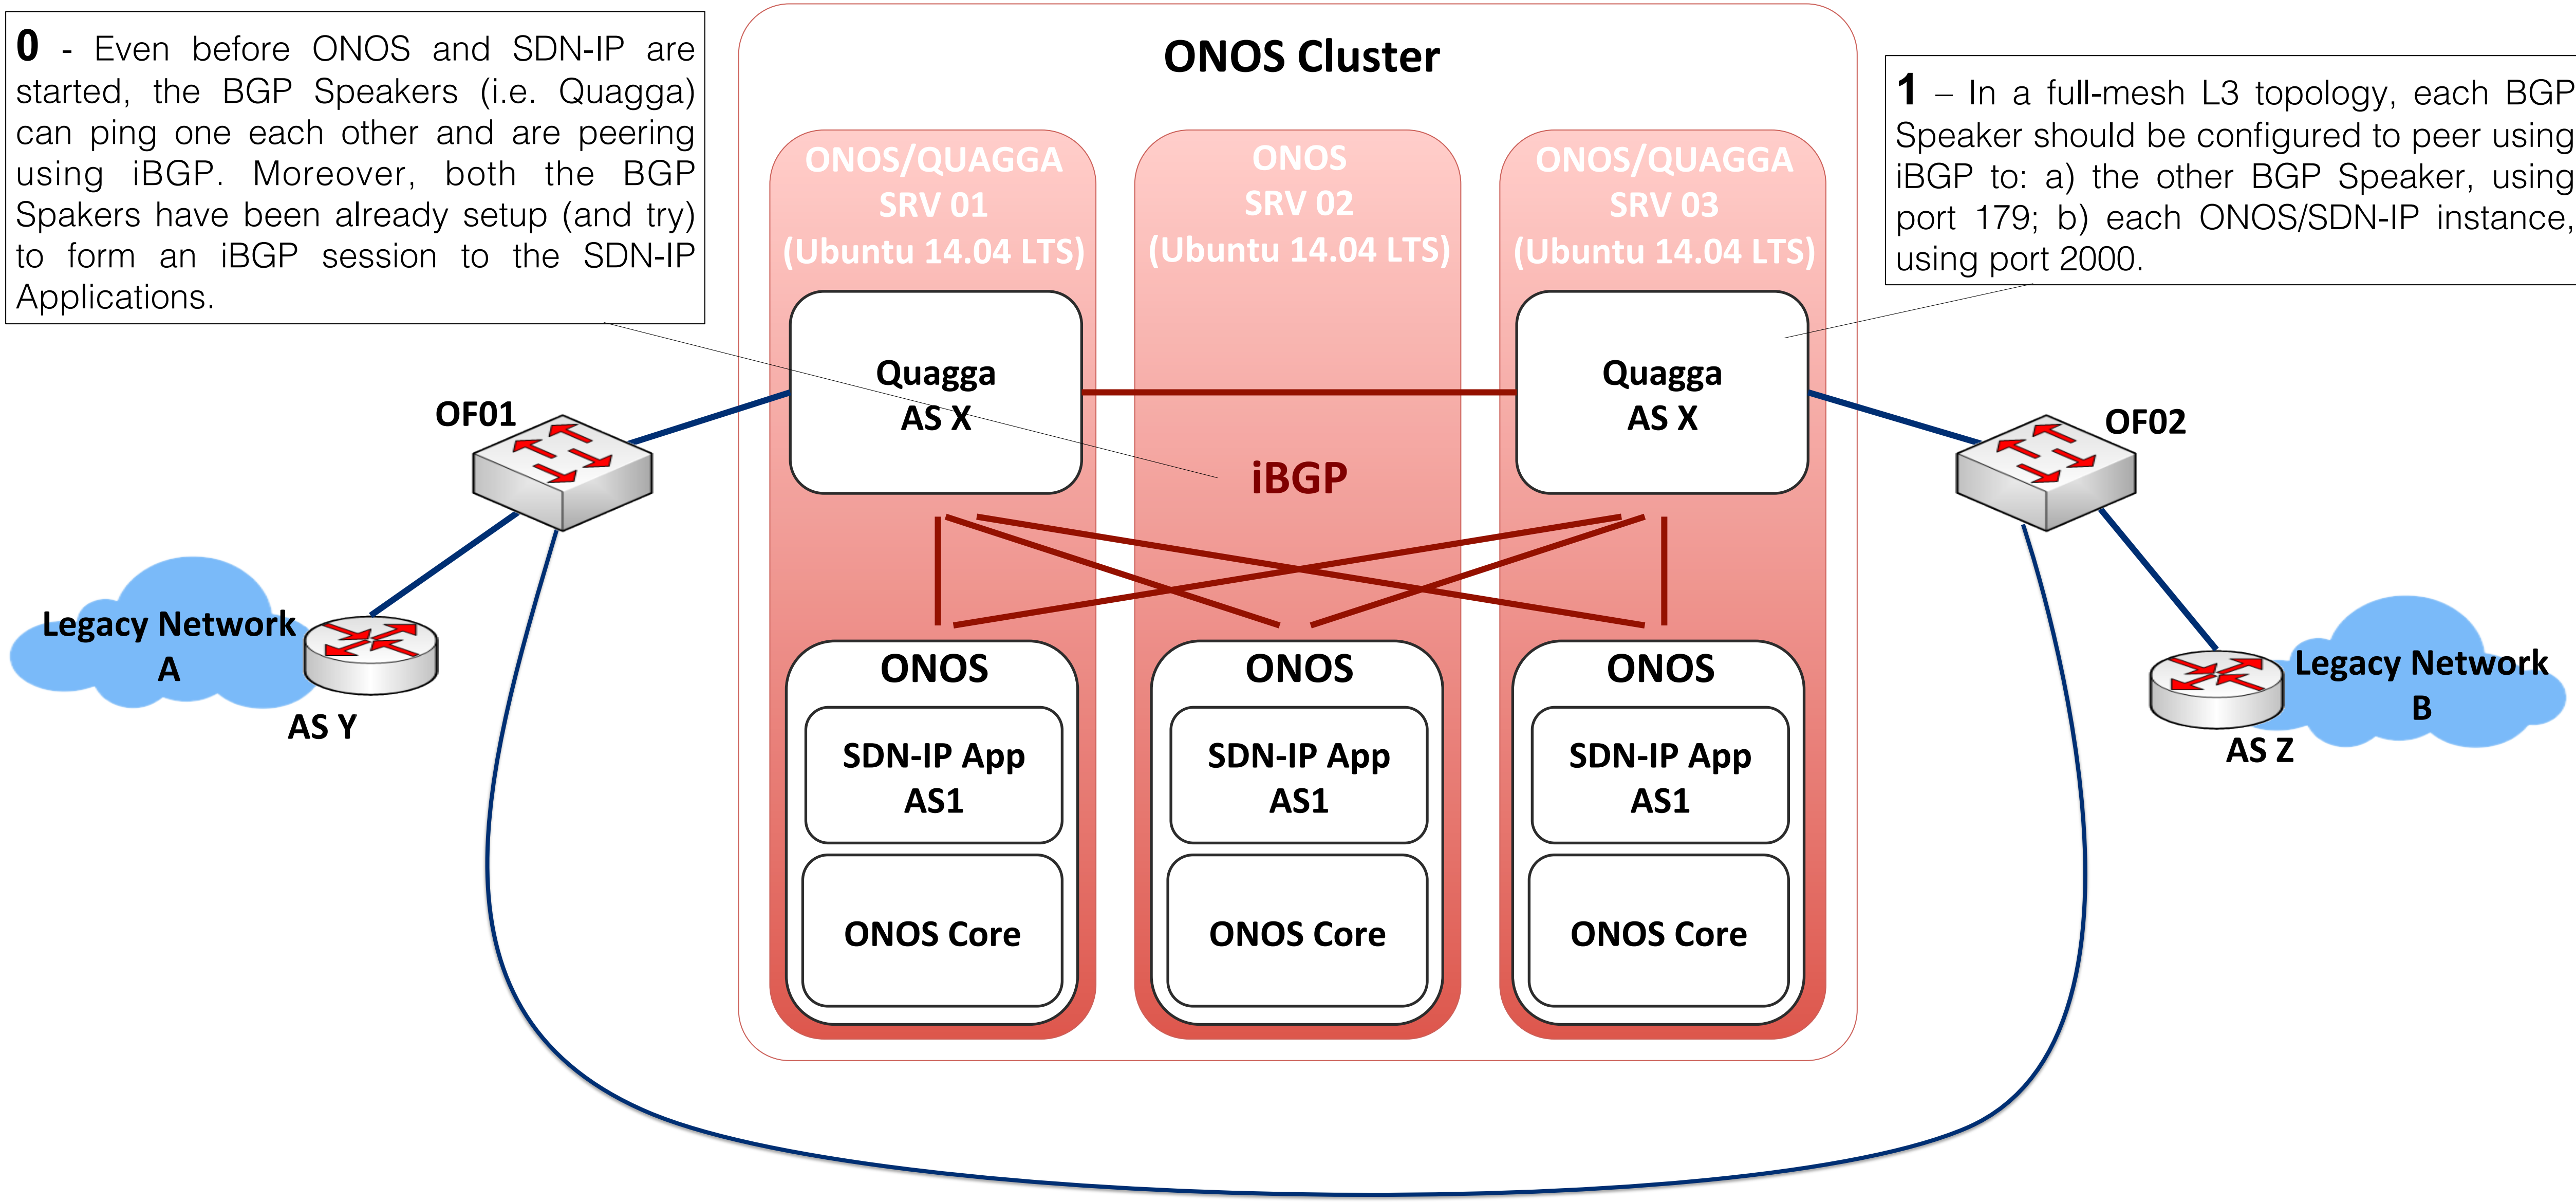 0 - Even before ONOS and SDN-IP are
started, the BGP Speakers (i.e. Quagga)
can ping one each other and are peering
using iBGP. Moreover, both the BGP
Spakers have been already setup (and try)
to form an iBGP session to the SDN-IP
Applications.
ONOS Cluster
1 – In a full-mesh L3 topology, each BGP
Speaker should be configured to peer using
iBGP to: a) the other BGP Speaker, using
port 179; b) each ONOS/SDN-IP instance,
using port 2000.
ONOS/QUAGGA
SRV 01
(Ubuntu 14.04 LTS)
ONOS
SRV 02
(Ubuntu 14.04 LTS)
ONOS/QUAGGA
SRV 03
(Ubuntu 14.04 LTS)
Quagga
AS X
Quagga
AS X
OF01
OF02
iBGP
Legacy Network
A
AS Y
Legacy Network
B
AS Z
ONOS
SDN-IP App
AS1
ONOS Core
ONOS
SDN-IP App
AS1
ONOS Core
ONOS
SDN-IP App
AS1
ONOS Core